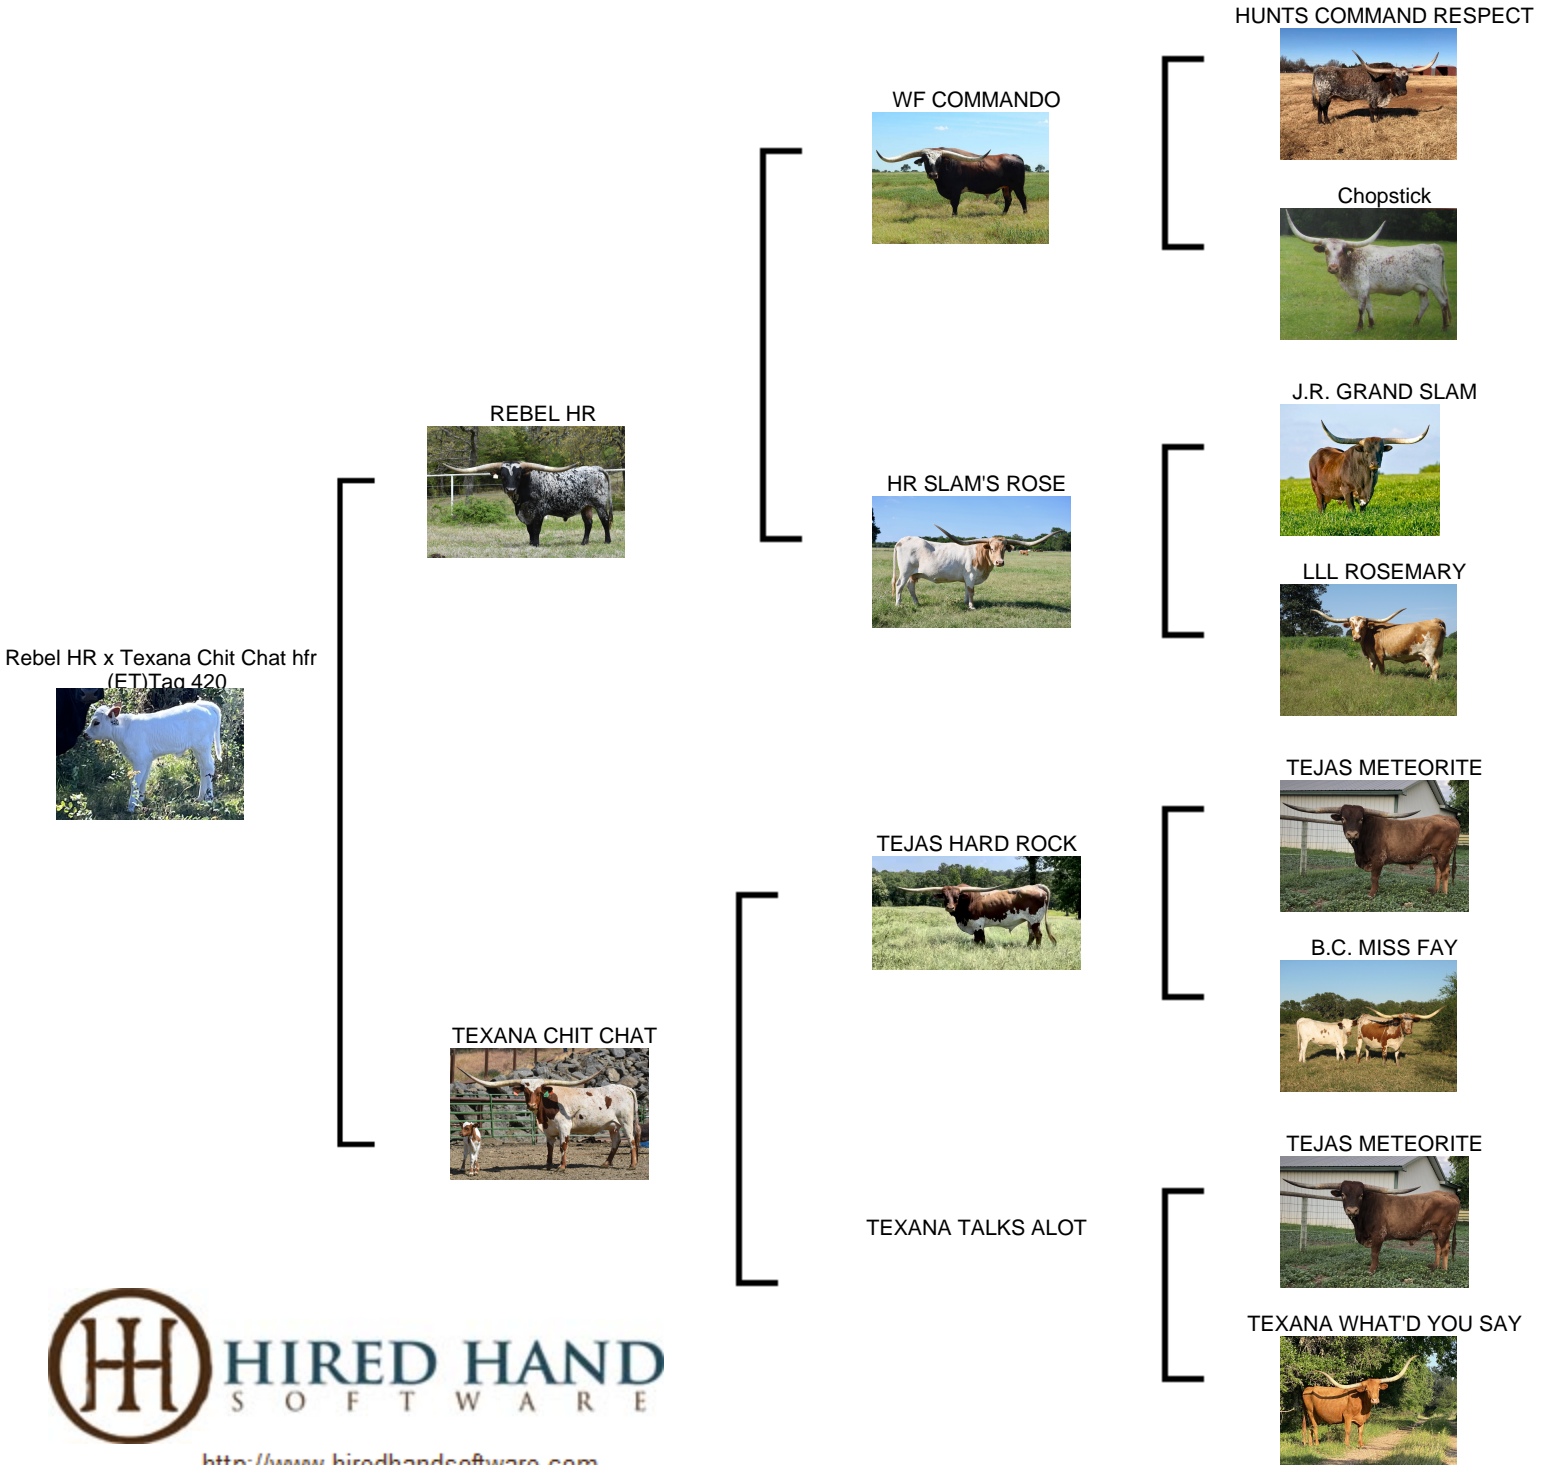 HUNTS COMMAND RESPECT
WF COMMANDO
Chopstick
J.R. GRAND SLAM
REBEL HR
HR SLAM'S ROSE
LLL ROSEMARY
Rebel HR x Texana Chit Chat hfr
(ET)Tag 420
TEJAS METEORITE
TEJAS HARD ROCK
B.C. MISS FAY
TEXANA CHIT CHAT
TEJAS METEORITE
TEXANA TALKS ALOT
TEXANA WHAT'D YOU SAY
HIRED HAND
SOFTWARE
http://www.hiredhandsoftware.com